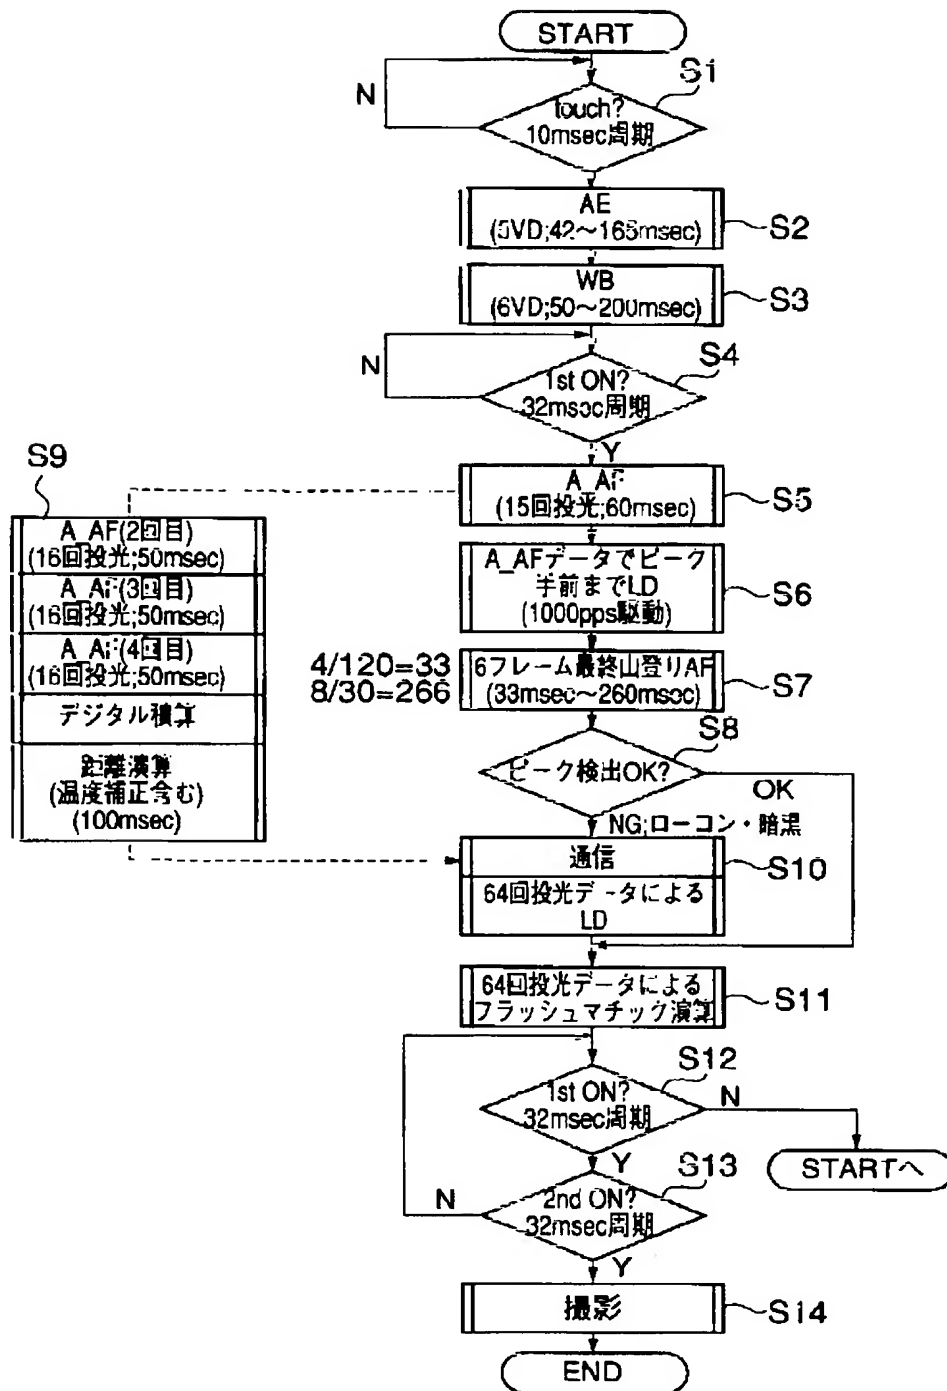 START
S1
N
touch?
10msec周期
AE
(5VD;42～165msec)
S2
WB
(6VD;50～200msec)
S3
N
S4
1st ON?
32msec周期
Y
S9
A_AF
(15回投光;60msec)
S5
A_AF(2回目)
(16回投光;50msec)
A_AF(3回目)
(16回投光;50msec)
A_AF(4回目)
(16回投光;50msec)
デジタル積算
距離演算
(温度補正含む)
(100msec)
A_AFデータでピーク
手前までLD
(1000pps駆動)
S6
4/120=33
8/30=266
6フレーム最終山登りAF
(33msec～260msec)
S7
S8
ピーク検出OK?
OK
NG;ローコン・暗黒
通信
S10
64回投光データによる
LD
64回投光データによる
フラッシュマチック演算
S11
S12
1st ON?
32msec周期
N
Y
STARTへ
S13
N
2nd ON?
32msec周期
Y
撮影
S14
END